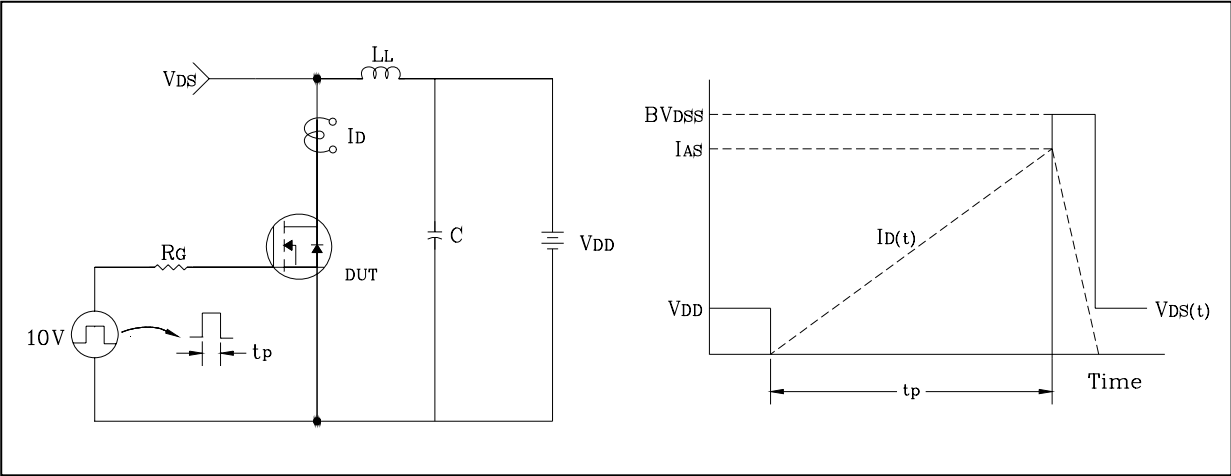 LL
VDS
ID
C
VDD
RG
DUT
10V
tp
BVDSS
IAS
ID(t)
VDD
VDS(t)
Time
tp